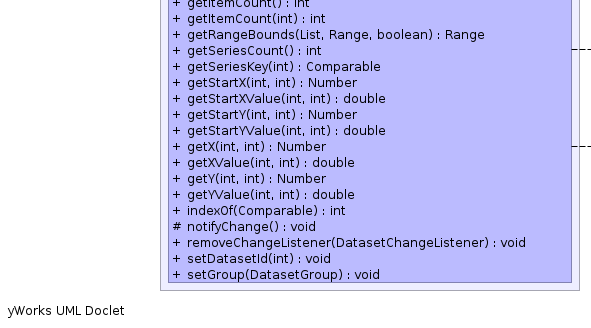 + getItemCount() : int
+ getItemCount(int) : int
+ getRangeBounds(List, Range, boolean) : Range
+ getSeriesCount() : int
+ getSeriesKey(int) : Comparable
+ getStartX(int, int) : Number
+ getStartXValue(int, int) : double
+ getStartY(int, int) : Number
+ getStartYValue(int, int) : double
+ getX(int, int) : Number
+ getXValue(int, int) : double
+ getY(int, int) : Number
+ getYValue(int, int) : double
+ indexOf(Comparable) : int
# notifyChange() : void
+ removeChangeListener(DatasetChangeListener) : void
+ setDatasetId(int) : void
+ setGroup(DatasetGroup) : void
yWorks UML Doclet